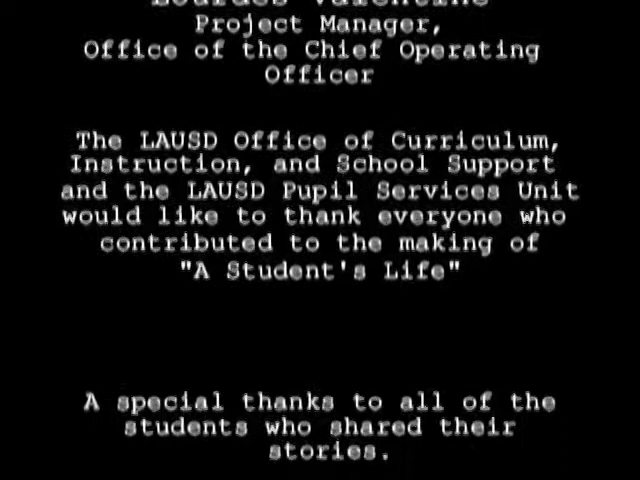 Lourdes Valentine
Project Manager,
Office of the Chief Operating
Officer
The LAUSD Office of Curriculum,
Instruction, and School Support
and the LAUSD Pupil Services Unit
would like to thank everyone who
contributed to the making of
"A Student's Life"
A special thanks to all of the
students who shared their
stories.